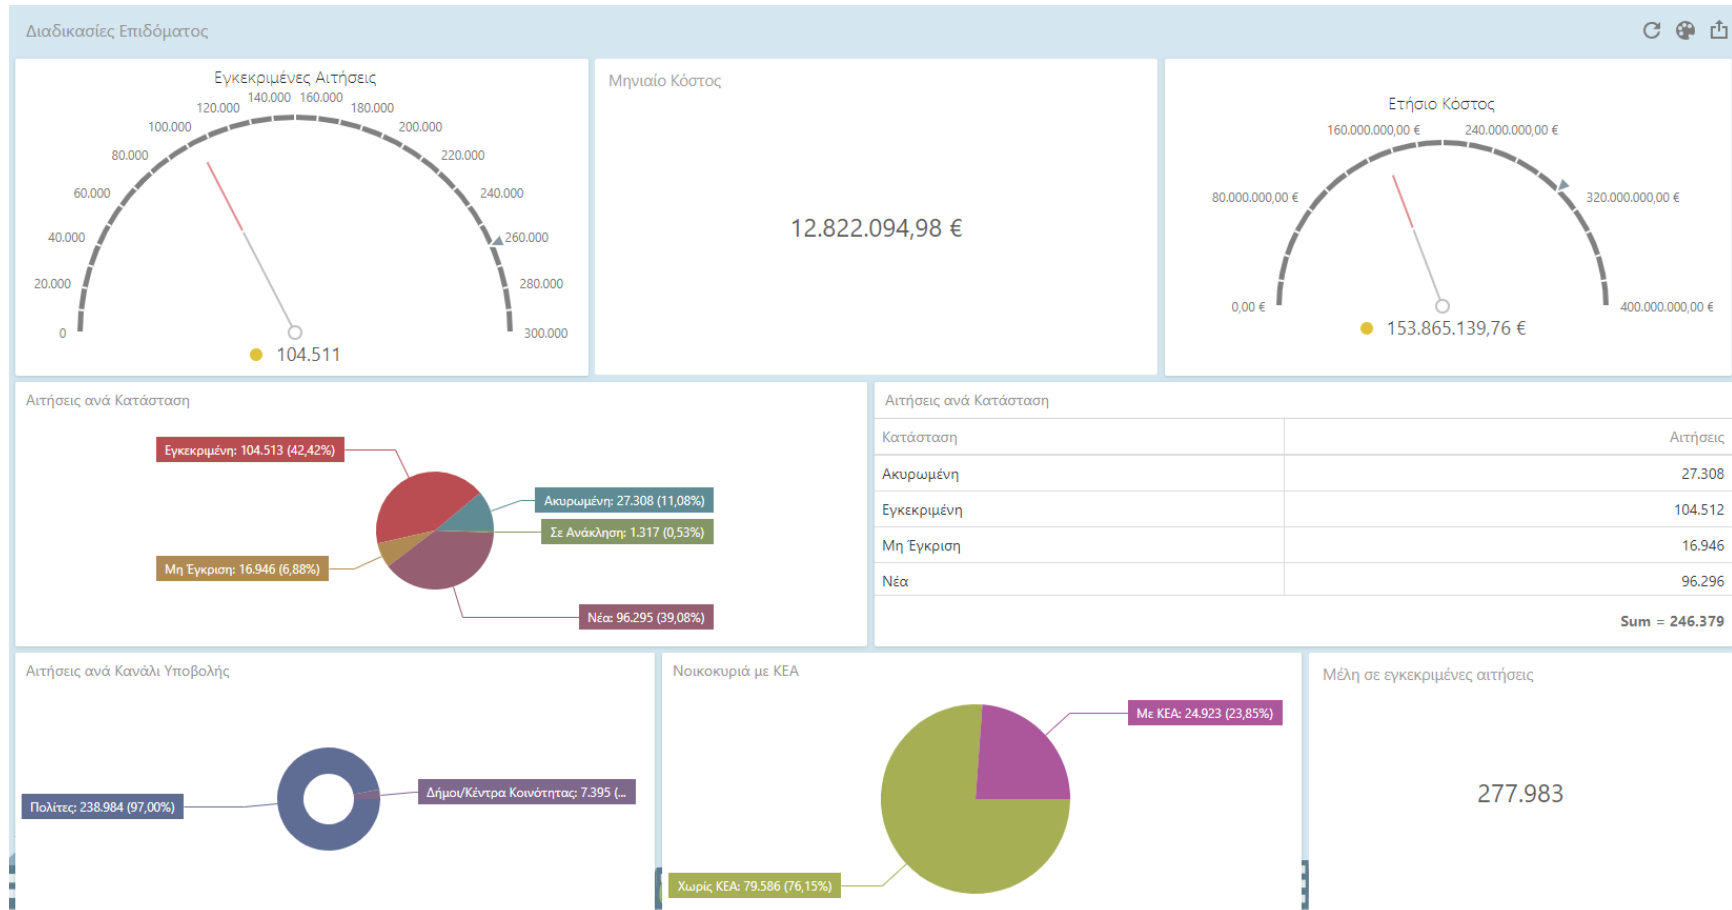 Διαδικασίες Επιδόματος
Εγκεκριμένες Αιτήσεις
0
20.000
40.000
60.000
80.000
100.000
120.000
140.000
160.000
180.000
200.000
220.000
240.000
260.000
280.000
300.000
104.511
Μηνιαίο Κόστος
12.822.094,98 €
Ετήσιο Κόστος
0,00 €
80.000.000,00 €
160.000.000,00 €
240.000.000,00 €
320.000.000,00 €
400.000.000,00 €
153.865.139,76 €
Αιτήσεις ανά Κατάσταση
Εγκεκριμένη: 104.513 (42,42%)
Ακυρωμένη: 27.308 (11,08%)
Σε Ανάκληση: 1.317 (0,53%)
Μη Έγκριση: 16.946 (6,88%)
Νέα: 96.295 (39,08%)
Αιτήσεις ανά Κατάσταση
Κατάσταση Αιτήσεις
Ακυρωμένη 27.308
Εγκεκριμένη 104.512
Μη Έγκριση 16.946
Νέα 96.296
Sum = 246.379
Αιτήσεις ανά Κανάλι Υποβολής
Πολίτες: 238.984 (97,00%)
Δήμοι/Κέντρα Κοινότητας: 7.395 (...
Νοικοκυριά με ΚΕΑ
Με ΚΕΑ: 24.923 (23,85%)
Χωρίς ΚΕΑ: 79.586 (76,15%)
Μέλη σε εγκεκριμένες αιτήσεις
277.983